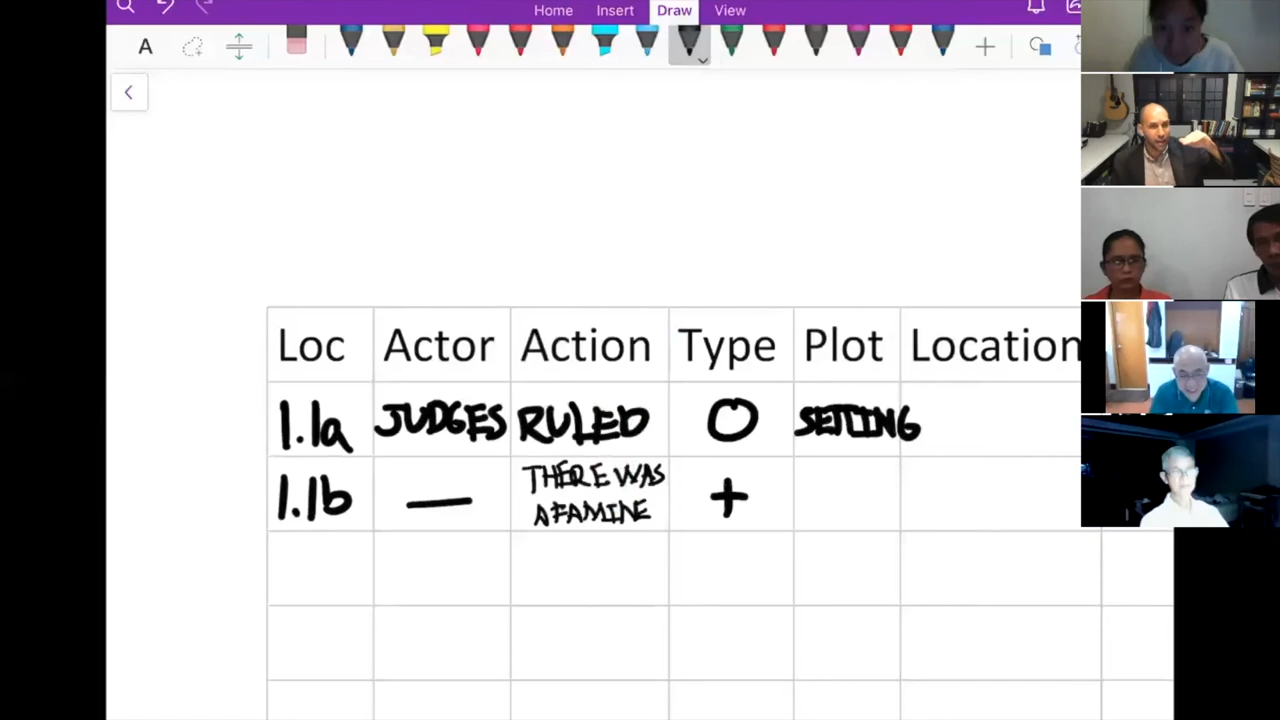 Home Insert Draw View
A
Loc Actor Action Type Plot Location
1.1a JUDGES RULED O SETTING
1.1b — THERE WAS A FAMINE +